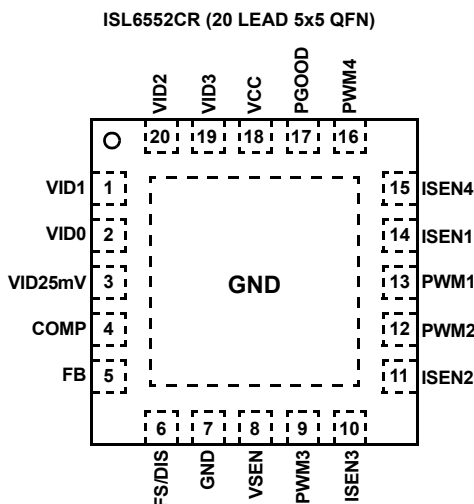 ISL6552CR (20 LEAD 5x5 QFN)
VID2
VID3
VCC
PGOOD
PWM4
20
19
18
17
16
VID1
1
15
ISEN4
VID0
2
14
ISEN1
VID25mV
3
GND
13
PWM1
COMP
4
12
PWM2
FB
5
11
ISEN2
6
7
8
9
10
FS/DIS
GND
VSEN
PWM3
ISEN3